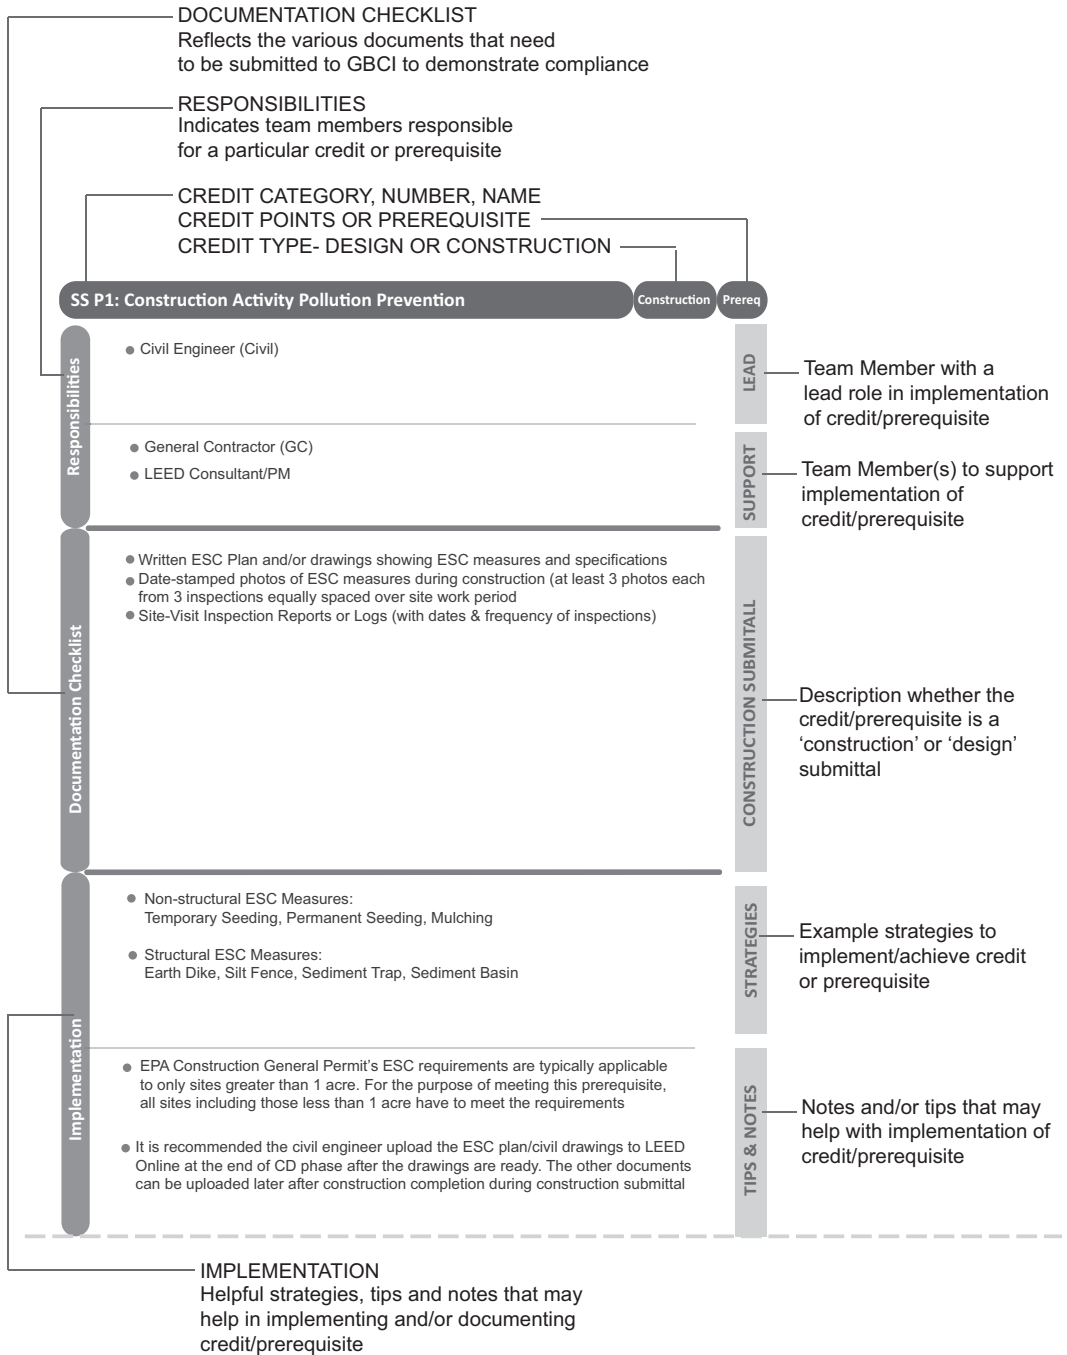 DOCUMENTATION CHECKLIST
Reflects the various documents that need
to be submitted to GBCI to demonstrate compliance
RESPONSIBILITIES
Indicates team members responsible
for a particular credit or prerequisite
CREDIT CATEGORY, NUMBER, NAME
CREDIT POINTS OR PREREQUISITE
CREDIT TYPE- DESIGN OR CONSTRUCTION
SS P1: Construction Activity Pollution Prevention
Construction
Prereq
Responsibilities
Civil Engineer (Civil)
LEAD
Team Member with a
lead role in implementation
of credit/prerequisite
General Contractor (GC)
LEED Consultant/PM
SUPPORT
Team Member(s) to support
implementation of
credit/prerequisite
Documentation Checklist
Written ESC Plan and/or drawings showing ESC measures and specifications
Date-stamped photos of ESC measures during construction (at least 3 photos each
from 3 inspections equally spaced over site work period
Site-Visit Inspection Reports or Logs (with dates & frequency of inspections)
CONSTRUCTION SUBMITALL
Description whether the
credit/prerequisite is a
‘construction’ or ‘design’
submittal
Implementation
Non-structural ESC Measures:
Temporary Seeding, Permanent Seeding, Mulching
Structural ESC Measures:
Earth Dike, Silt Fence, Sediment Trap, Sediment Basin
STRATEGIES
Example strategies to
implement/achieve credit
or prerequisite
EPA Construction General Permit’s ESC requirements are typically applicable
to only sites greater than 1 acre. For the purpose of meeting this prerequisite,
all sites including those less than 1 acre have to meet the requirements
It is recommended the civil engineer upload the ESC plan/civil drawings to LEED
Online at the end of CD phase after the drawings are ready. The other documents
can be uploaded later after construction completion during construction submittal
TIPS & NOTES
Notes and/or tips that may
help with implementation of
credit/prerequisite
IMPLEMENTATION
Helpful strategies, tips and notes that may
help in implementing and/or documenting
credit/prerequisite